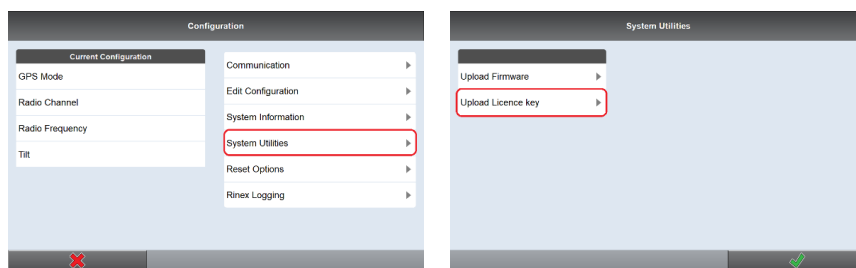 Configuration
Current Configuration
GPS Mode
Radio Channel
Radio Frequency
Tilt
Communication
Edit Configuration
System Information
System Utilities
Reset Options
Rinex Logging
System Utilities
Upload Firmware
Upload Licence key